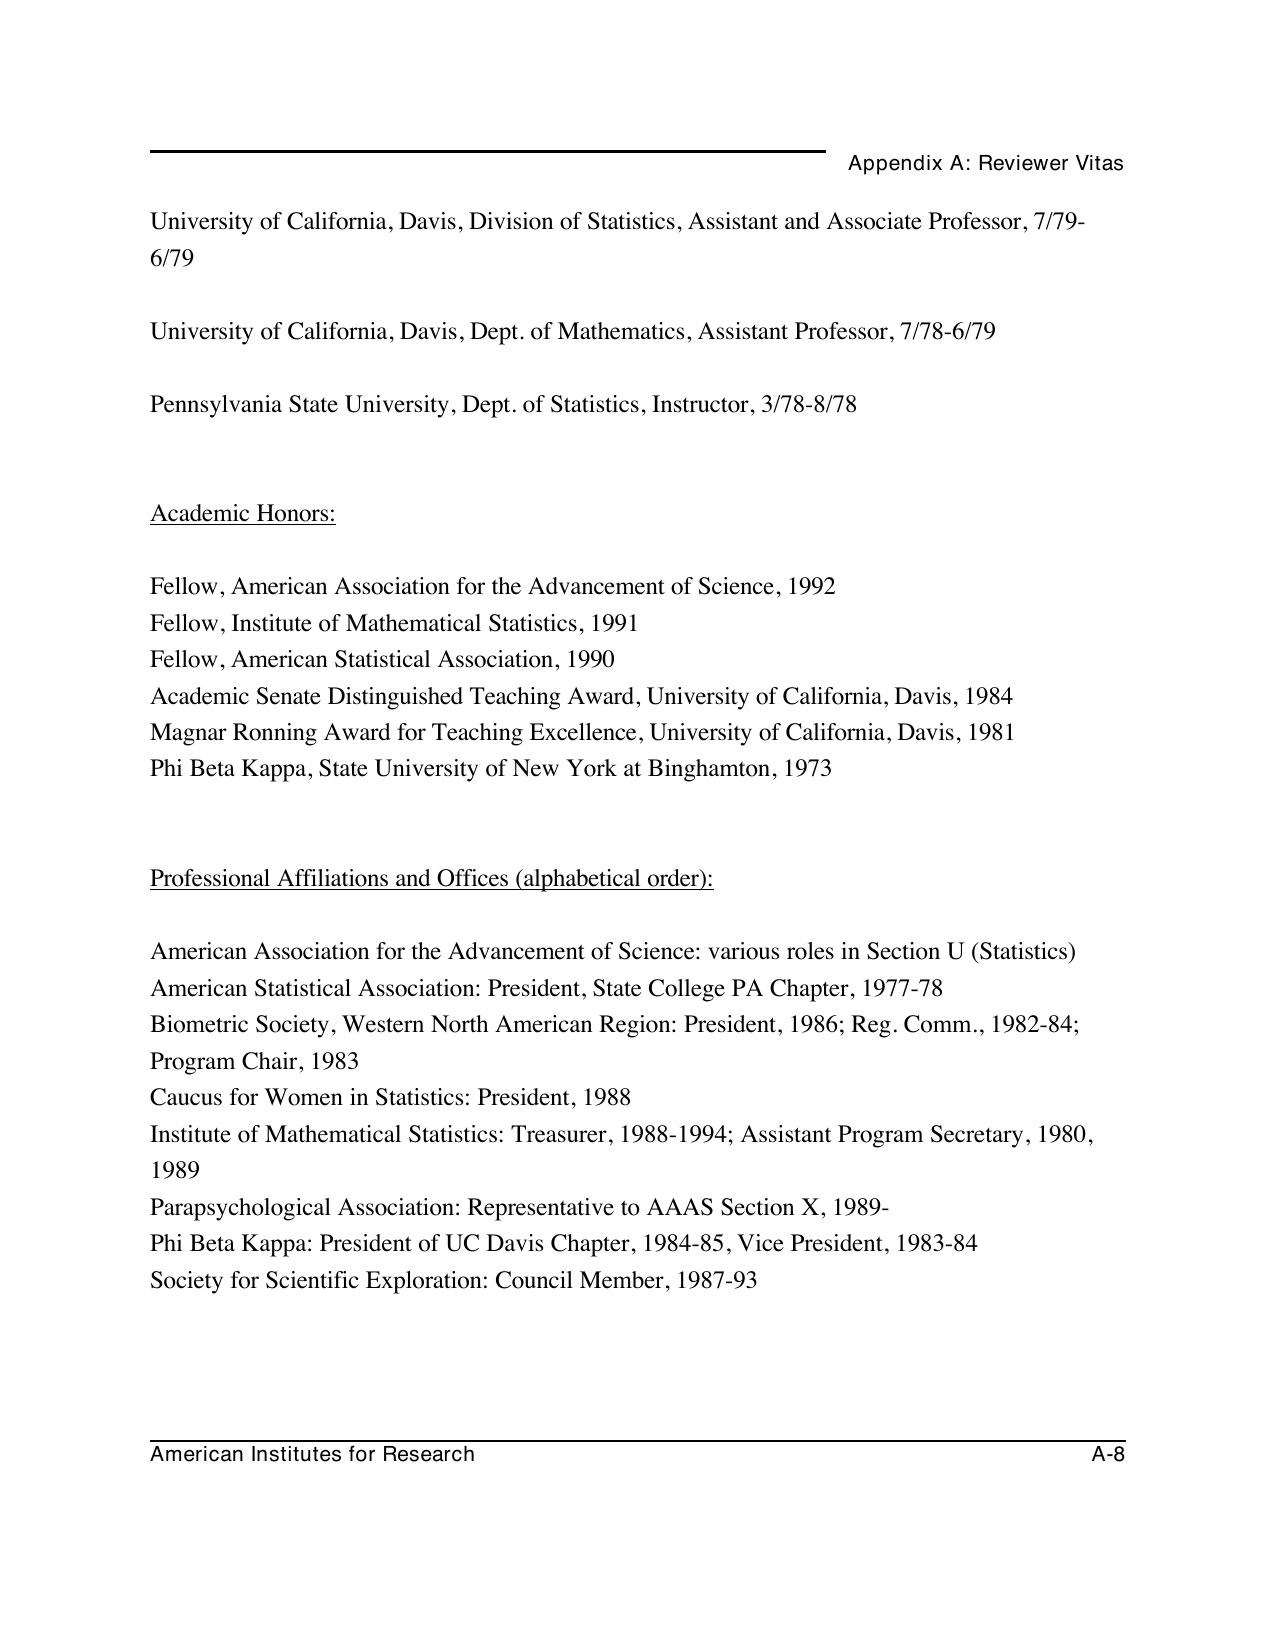 Appendix A: Reviewer Vitas
University of California, Davis, Division of Statistics, Assistant and Associate Professor, 7/79-
6/79
University of California, Davis, Dept. of Mathematics, Assistant Professor, 7/78-6/79
Pennsylvania State University, Dept. of Statistics, Instructor, 3/78-8/78
Academic Honors:
Fellow, American Association for the Advancement of Science, 1992
Fellow, Institute of Mathematical Statistics, 1991
Fellow, American Statistical Association, 1990
Academic Senate Distinguished Teaching Award, University of California, Davis, 1984
Magnar Ronning Award for Teaching Excellence, University of California, Davis, 1981
Phi Beta Kappa, State University of New York at Binghamton, 1973
Professional Affiliations and Offices (alphabetical order):
American Association for the Advancement of Science: various roles in Section U (Statistics)
American Statistical Association: President, State College PA Chapter, 1977-78
Biometric Society, Western North American Region: President, 1986; Reg. Comm., 1982-84;
Program Chair, 1983
Caucus for Women in Statistics: President, 1988
Institute of Mathematical Statistics: Treasurer, 1988-1994; Assistant Program Secretary, 1980,
1989
Parapsychological Association: Representative to AAAS Section X, 1989-
Phi Beta Kappa: President of UC Davis Chapter, 1984-85, Vice President, 1983-84
Society for Scientific Exploration: Council Member, 1987-93
American Institutes for Research A-8